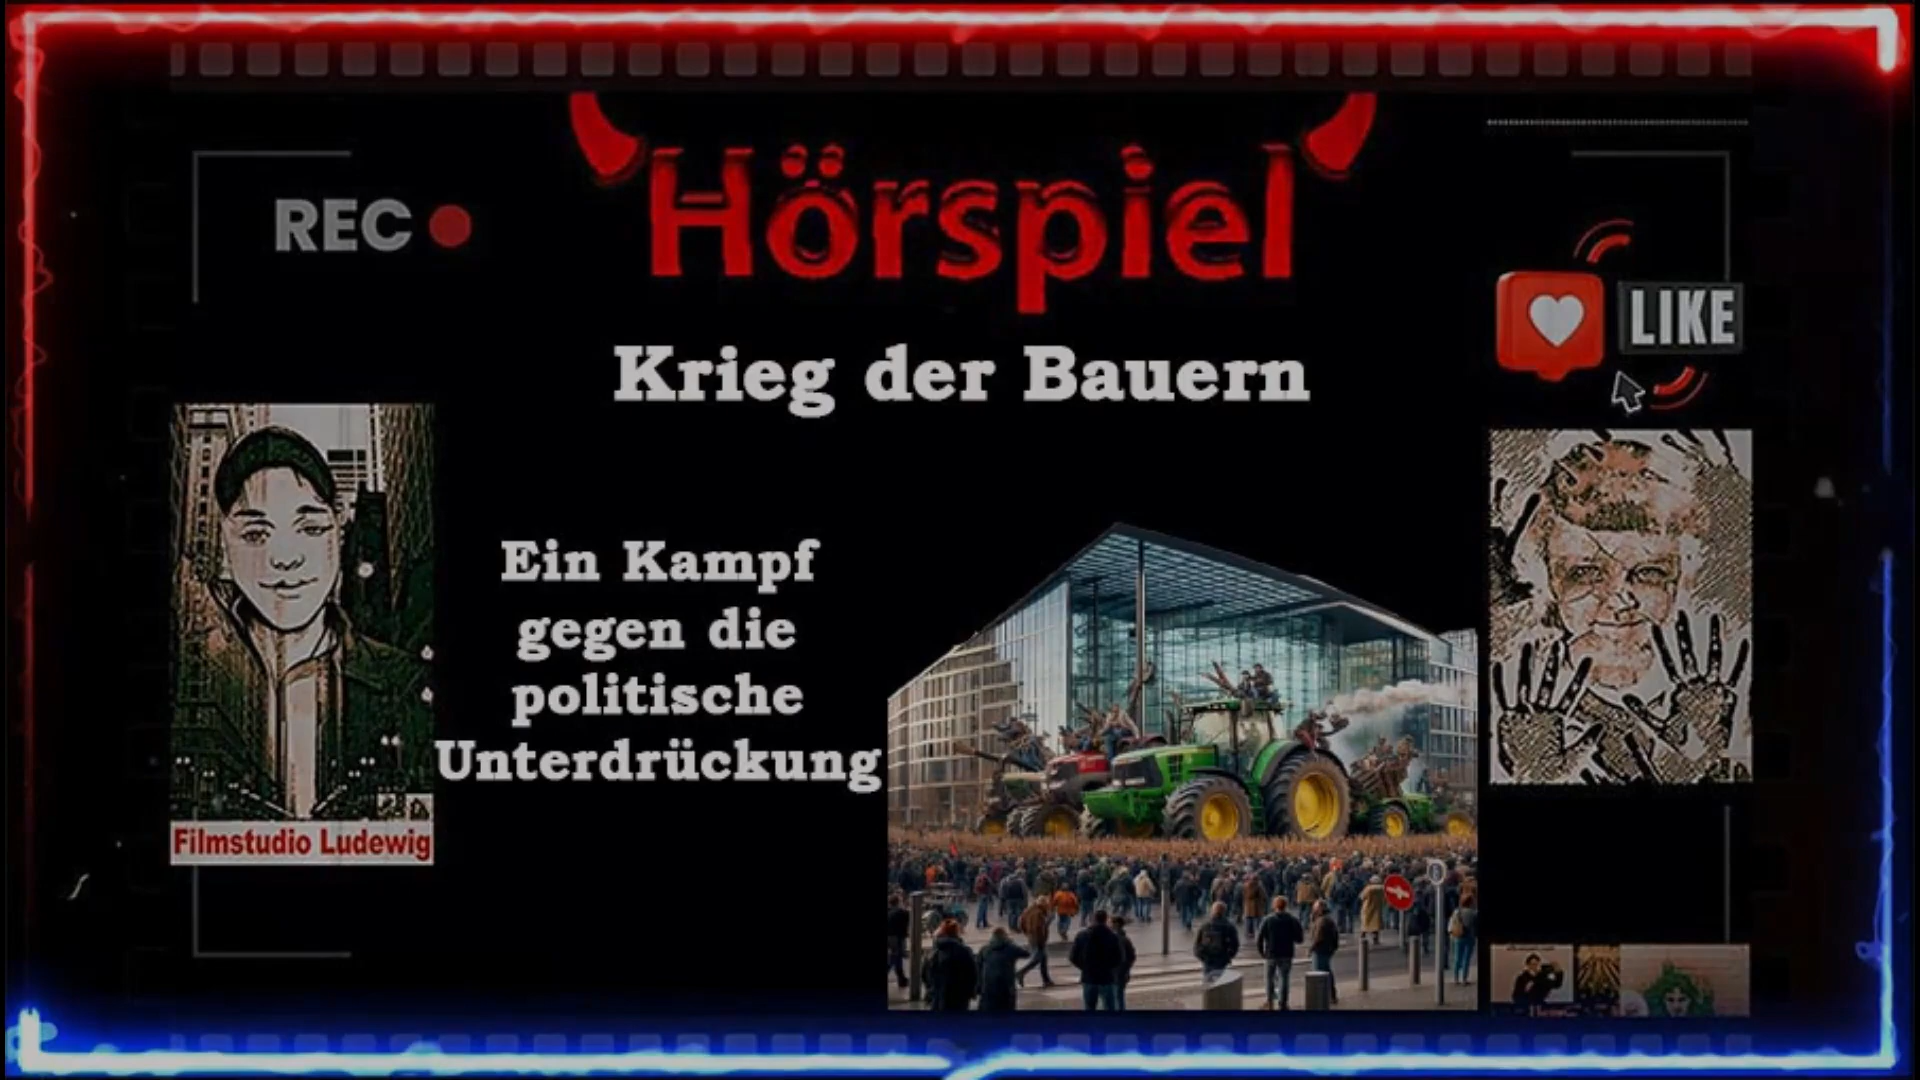 Hörspiel
REC
LIKE
Krieg der Bauern
Ein Kampf
gegen die
politische
Unterdrückung
Filmstudio Ludewig